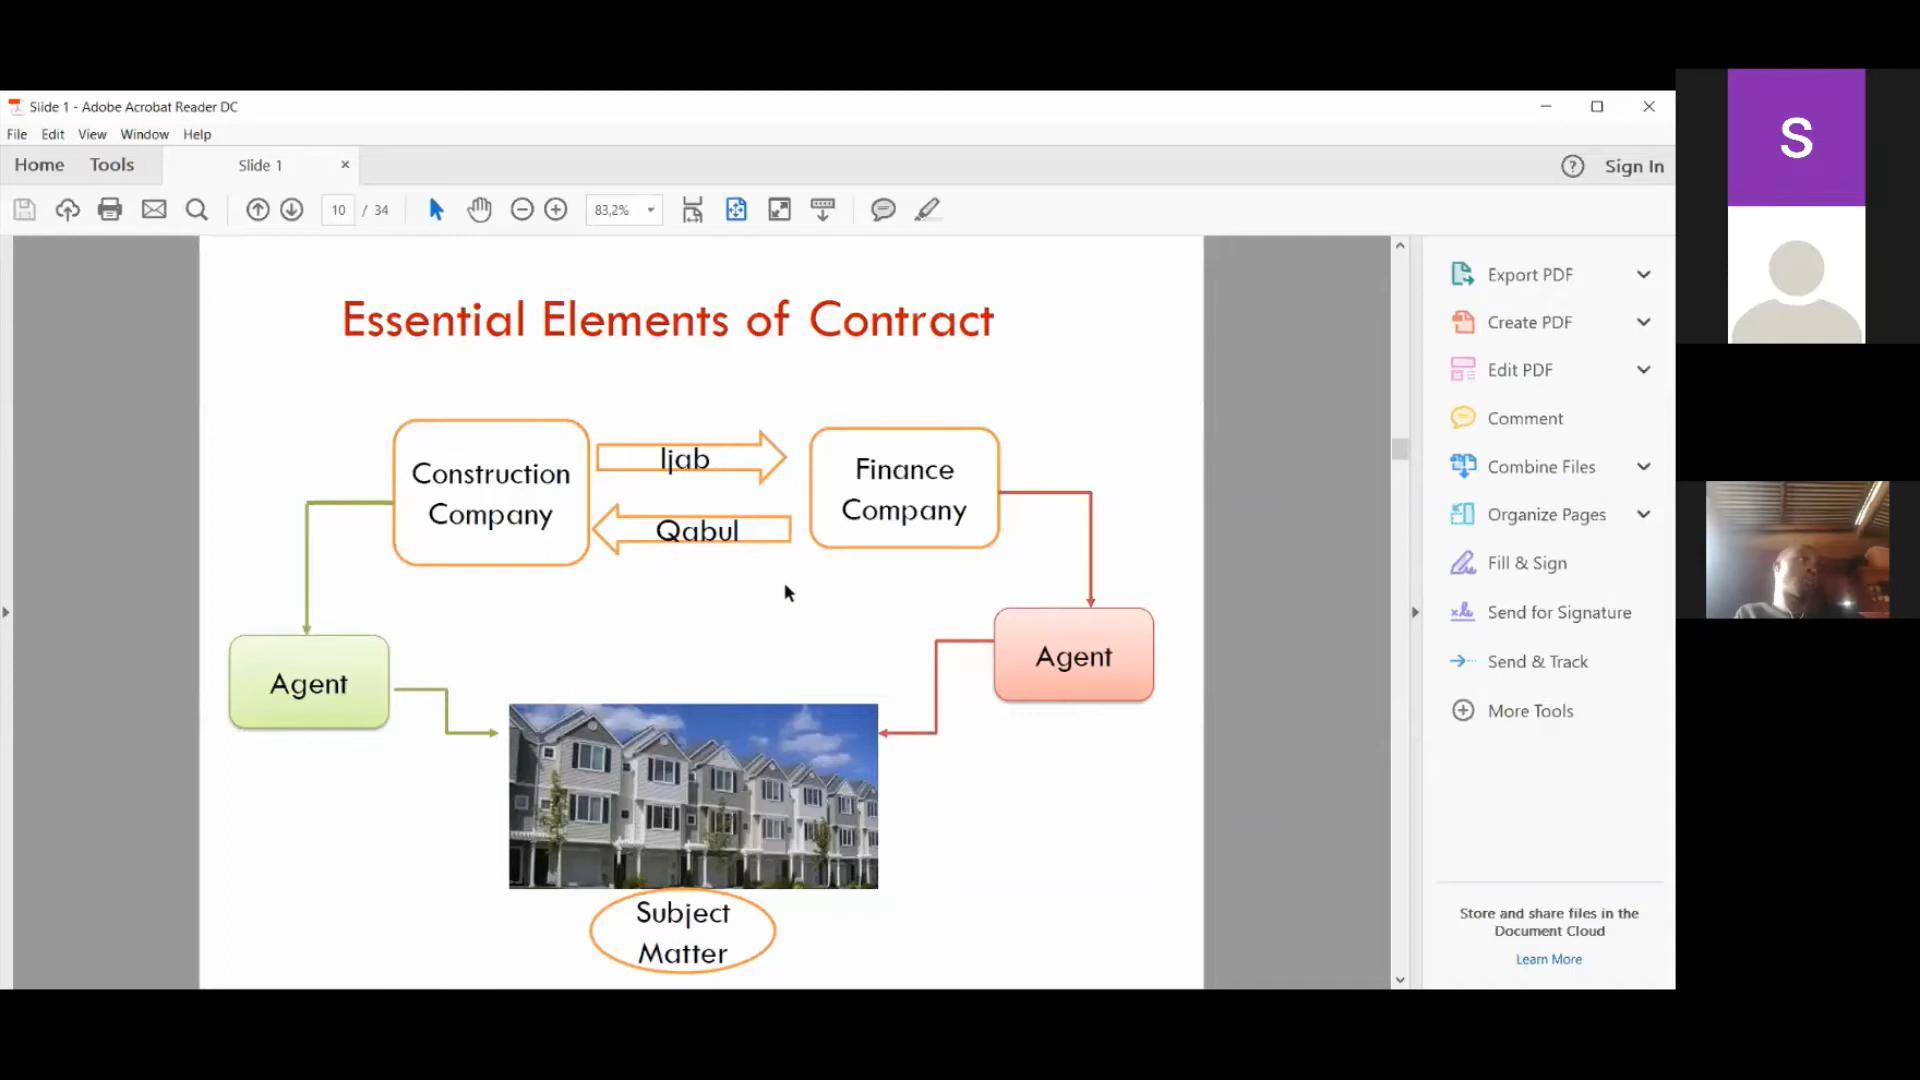 Slide 1 - Adobe Acrobat Reader DC
File Edit View Window Help
Home Tools Slide 1 Sign In
10 / 34 83,2%
Essential Elements of Contract
Construction
Company
Ijab
Qabul
Finance
Company
Agent
Agent
Subject
Matter
Export PDF
Create PDF
Edit PDF
Comment
Combine Files
Organize Pages
Fill & Sign
Send for Signature
Send & Track
More Tools
Store and share files in the
Document Cloud
Learn More
S